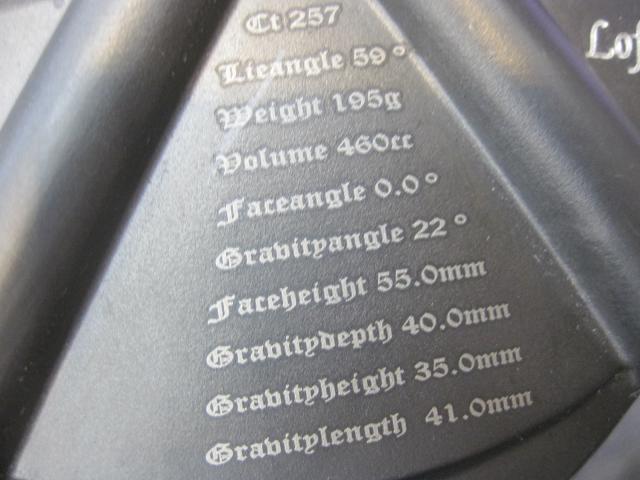 Ct 257
Lieangle 59°
Weight 195g
Volume 460cc
Faceangle 0.0°
Gravityangle 22°
Faceheight 55.0mm
Gravitydepth 40.0mm
Gravityheight 35.0mm
Gravitylength 41.0mm